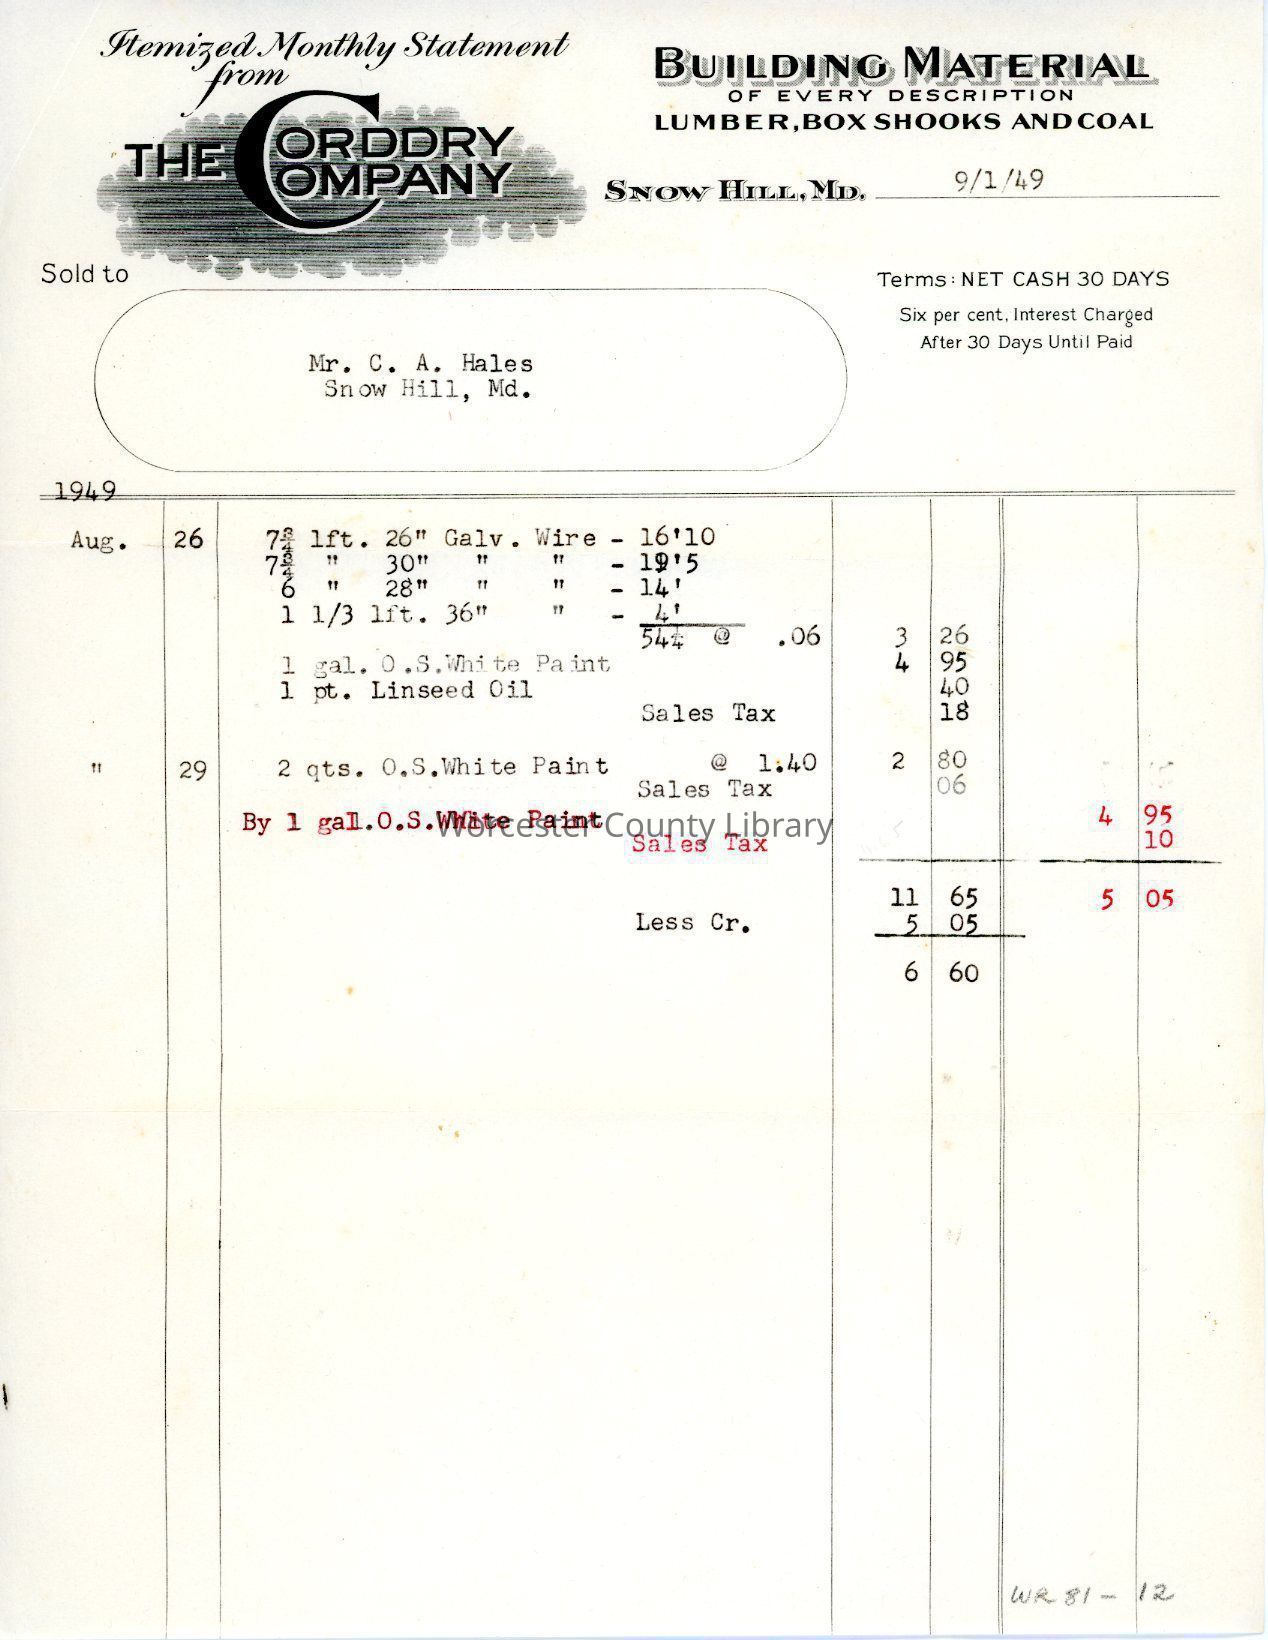 Itemized Monthly Statement
from
THE CORDDRY COMPANY
BUILDING MATERIAL
OF EVERY DESCRIPTION
LUMBER, BOX SHOOKS AND COAL
SNOW HILL, MD. 9/1/49
Sold to
Terms: NET CASH 30 DAYS
Six per cent, Interest Charged
After 30 Days Until Paid
Mr. C. A. Hales
Snow Hill, Md.
1949
Aug. 26 7¾ lft. 26" Galv. Wire - 16'10
7¾ " 30" " " - 19'5
6 " 28" " " - 14'
1 1/3 lft. 36" " - 4'
54¼ @ .06 3 26
1 gal. O.S.White Paint 4 95
1 pt. Linseed Oil 40
Sales Tax 18
" 29 2 qts. O.S.White Paint @ 1.40 2 80
Sales Tax 06
By 1 gal.O.S.White Paint 4 95
Worcester County Library
Sales Tax 10
11 65 5 05
Less Cr. 5 05
6 60
WR 81 - 12